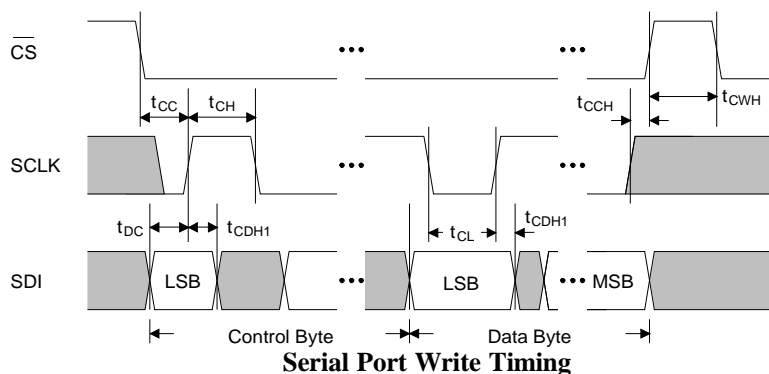 CS
tCC
tCH
tCCH
tCWH
SCLK
tDC
tCDH1
tCL
tCDH1
SDI
LSB
LSB
MSB
Control Byte
Data Byte
Serial Port Write Timing